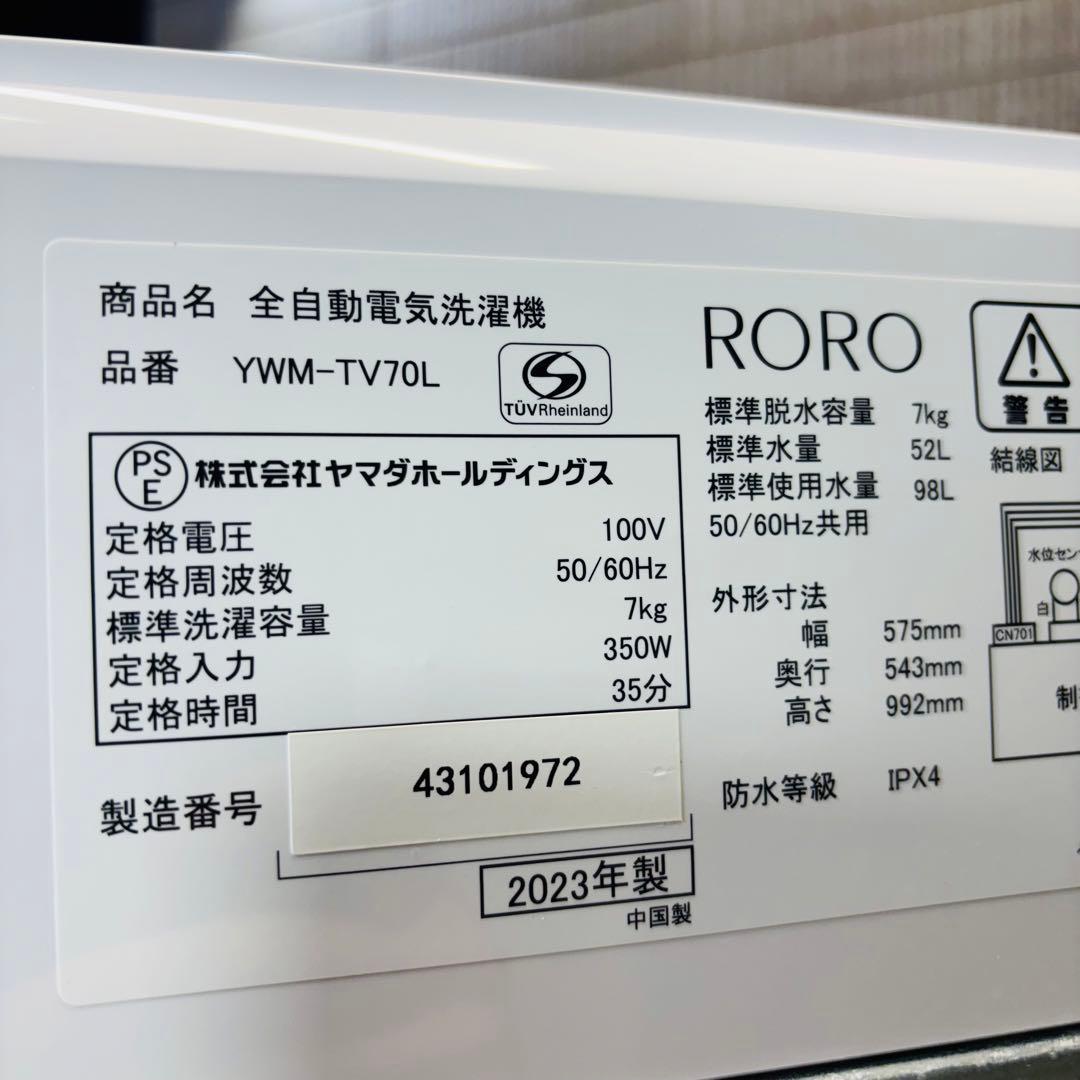 商品名 全自動電気洗濯機
品番 YWM-TV70L
TÜVRheinland
PSE 株式会社ヤマダホールディングス
定格電圧 100V
定格周波数 50/60Hz
標準洗濯容量 7kg
定格入力 350W
定格時間 35分
製造番号 43101972
2023年製
中国製
RORO
標準脱水容量 7kg
標準水量 52L
標準使用水量 98L
50/60Hz共用
外形寸法
幅 575mm
奥行 543mm
高さ 992mm
防水等級 IPX4
警告
結線図
水位セン
白
CN701
制